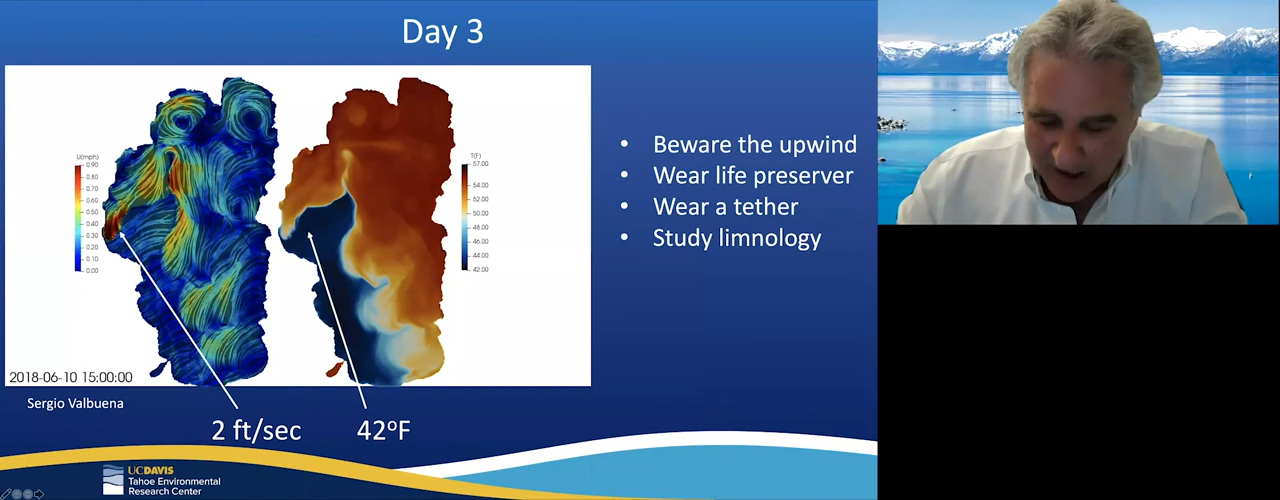 Day 3
U(mph)
0.90
0.80
0.70
0.60
0.50
0.40
0.30
0.20
0.10
0.00
T(F)
57.00
54.00
52.00
50.00
48.00
46.00
44.00
42.00
2018-06-10 15:00:00
Sergio Valbuena
2 ft/sec
42°F
• Beware the upwind
• Wear life preserver
• Wear a tether
• Study limnology
UCDAVIS
Tahoe Environmental
Research Center